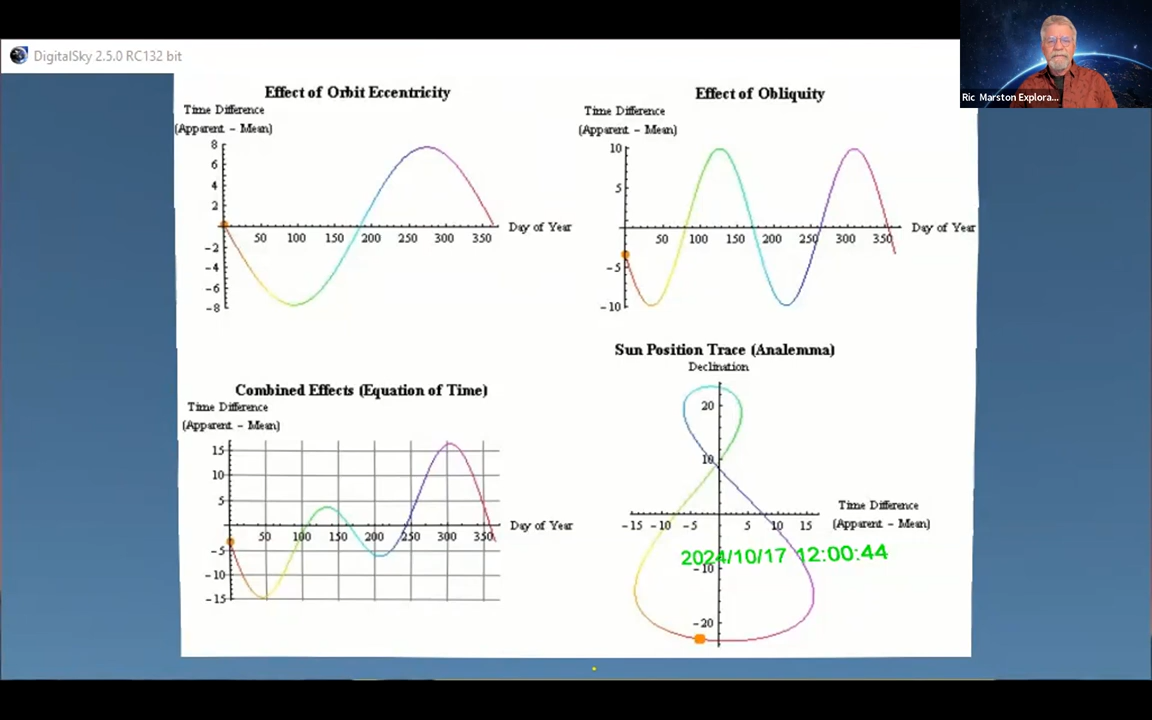 DigitalSky 2.5.0 RC132 bit
Ric Marston Explora...
Effect of Orbit Eccentricity
Time Difference
(Apparent - Mean)
8
6
4
2
-2
-4
-6
-8
50 100 150 200 250 300 350
Day of Year
Effect of Obliquity
Time Difference
(Apparent - Mean)
10
5
-5
-10
50 100 150 200 250 300 350
Day of Year
Combined Effects (Equation of Time)
Time Difference
(Apparent - Mean)
15
10
5
-5
-10
-15
50 100 150 200 250 300 350
Day of Year
Sun Position Trace (Analemma)
Declination
20
10
-10
-20
-15 -10 -5 5 10 15
Time Difference
(Apparent - Mean)
2024/10/17 12:00:44